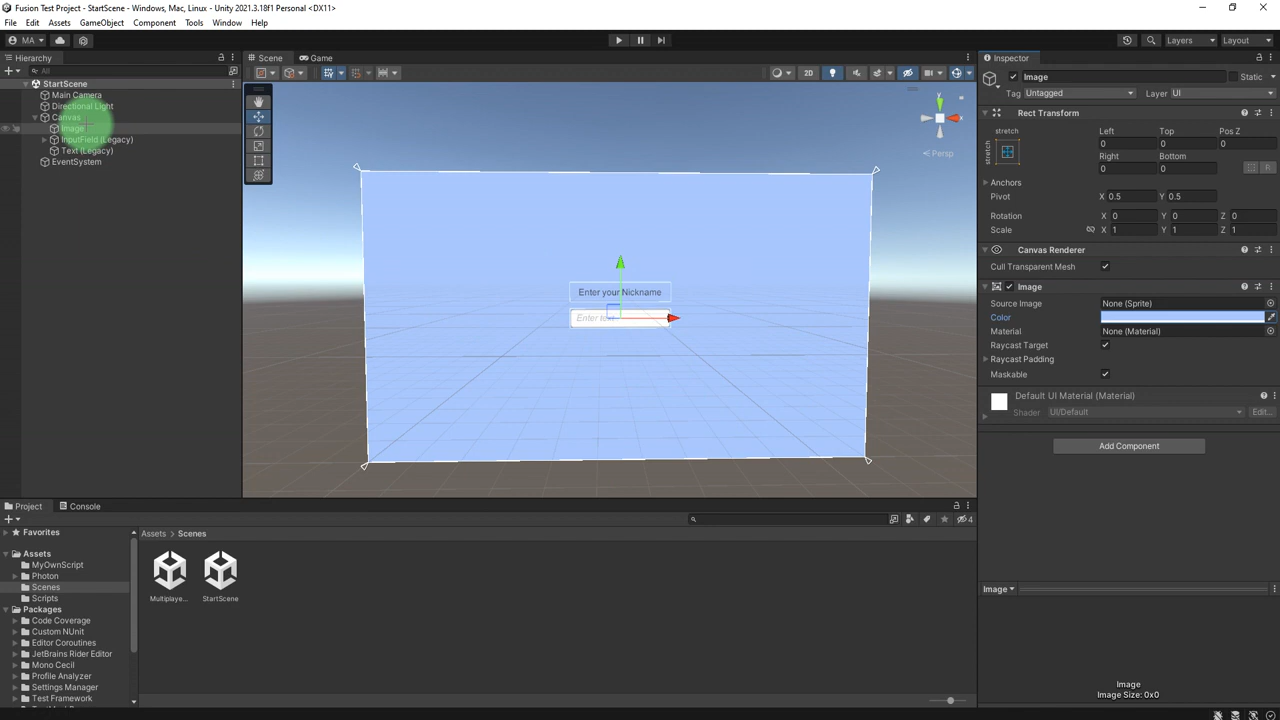 Fusion Test Project - StartScene - Windows, Mac, Linux - Unity 2021.3.18f1 Personal <DX11>
File Edit Assets GameObject Component Tools Window Help
MA Layers Layout
Hierarchy
All
StartScene
Main Camera
Directional Light
Canvas
Image
InputField (Legacy)
Text (Legacy)
EventSystem
Scene Game
2D
Persp
Enter your Nickname
Inspector
Image Static
Tag Untagged Layer UI
Rect Transform
stretch Left Top Pos Z
stretch 0 0 0
Right Bottom
0 0 R
Anchors
Pivot X 0.5 Y 0.5
Rotation X 0 Y 0 Z 0
Scale X 1 Y 1 Z 1
Canvas Renderer
Cull Transparent Mesh
Image
Source Image None (Sprite)
Color
Material None (Material)
Raycast Target
Raycast Padding
Maskable
Default UI Material (Material)
Shader UI/Default Edit...
Add Component
Image
Image
Image Size: 0x0
Project Console
4
Favorites
Assets
MyOwnScript
Photon
Scenes
Scripts
Packages
Code Coverage
Custom NUnit
Editor Coroutines
JetBrains Rider Editor
Mono Cecil
Profile Analyzer
Settings Manager
Test Framework
Assets > Scenes
Multiplaye...
StartScene